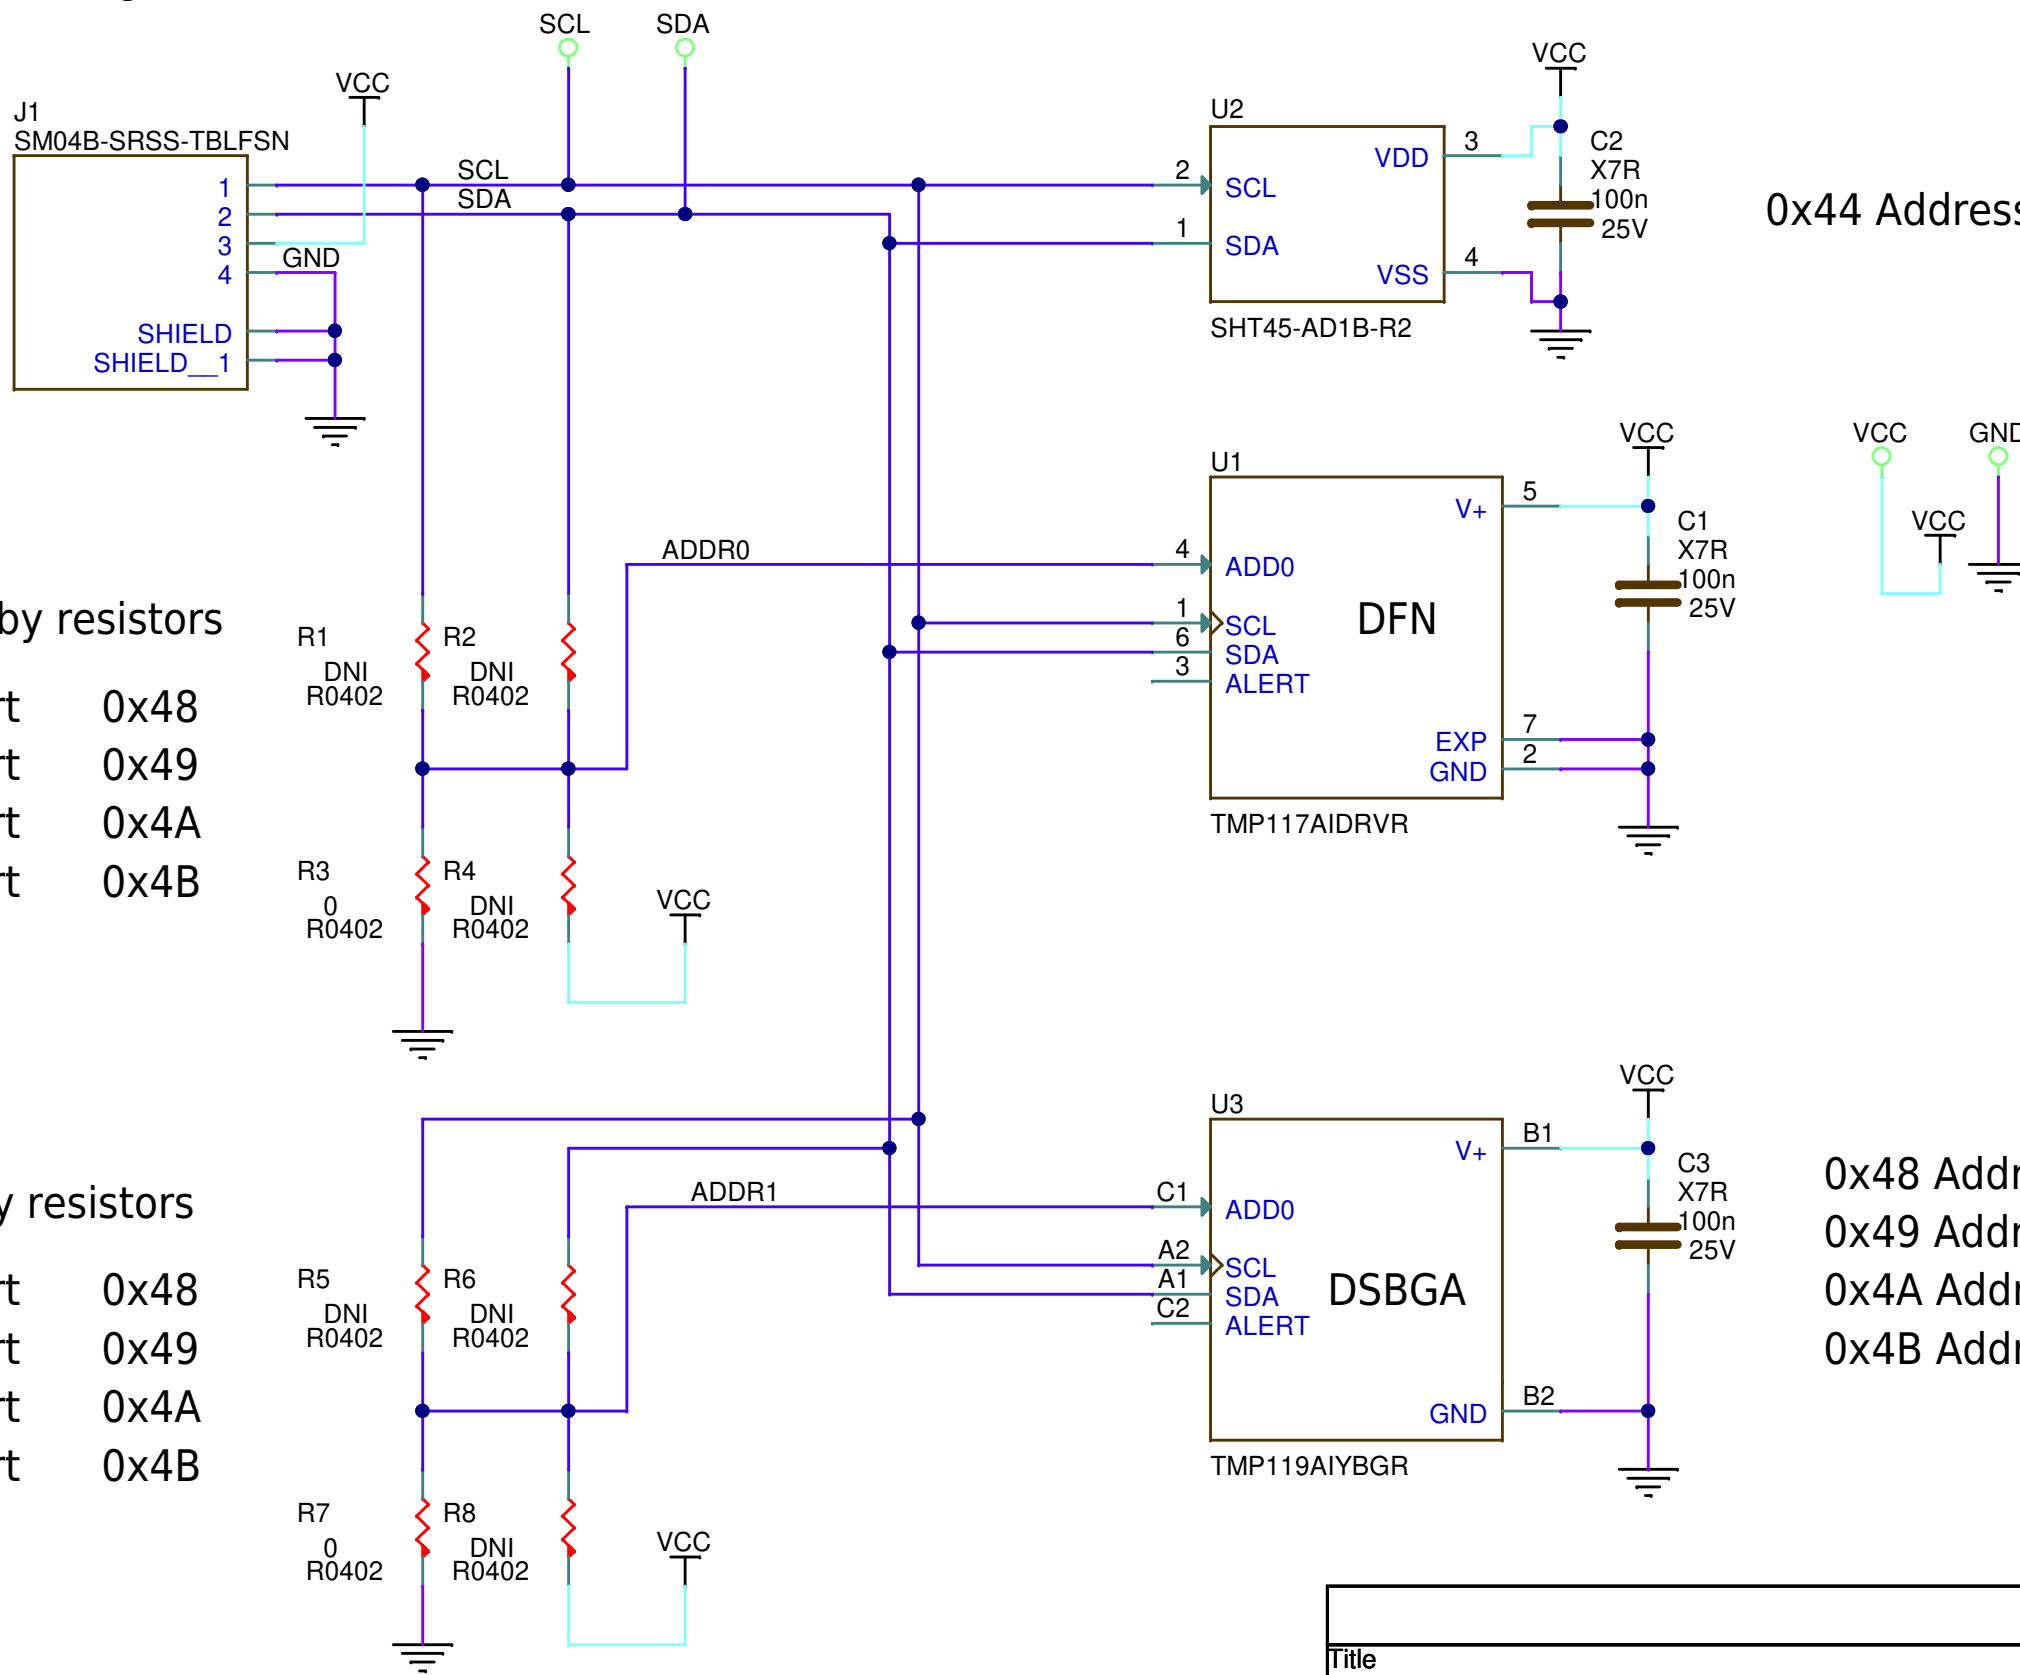 SCL SDA
VCC
J1
SM04B-SRSS-TBLFSN
1
2
3
4
SHIELD
SHIELD__1
SCL
SDA
GND
VCC
U2
2 SCL
1 SDA
VDD 3
VSS 4
SHT45-AD1B-R2
C2
X7R
100n
25V
0x44 Address
VCC
U1
V+ 5
4 ADD0
1 SCL
6 SDA
3 ALERT
DFN
EXP 7
GND 2
TMP117AIDRVR
C1
X7R
100n
25V
VCC GND
VCC
ADDR0
by resistors
0x48
0x49
0x4A
0x4B
R1
DNI
R0402
R2
DNI
R0402
R3
0
R0402
R4
DNI
R0402
VCC
VCC
U3
V+ B1
C1 ADD0
A2 SCL
A1 SDA
C2 ALERT
DSBGA
GND B2
TMP119AIYBGR
C3
X7R
100n
25V
0x48 Addr
0x49 Addr
0x4A Addr
0x4B Addr
ADDR1
y resistors
0x48
0x49
0x4A
0x4B
R5
DNI
R0402
R6
DNI
R0402
R7
0
R0402
R8
DNI
R0402
VCC
Title